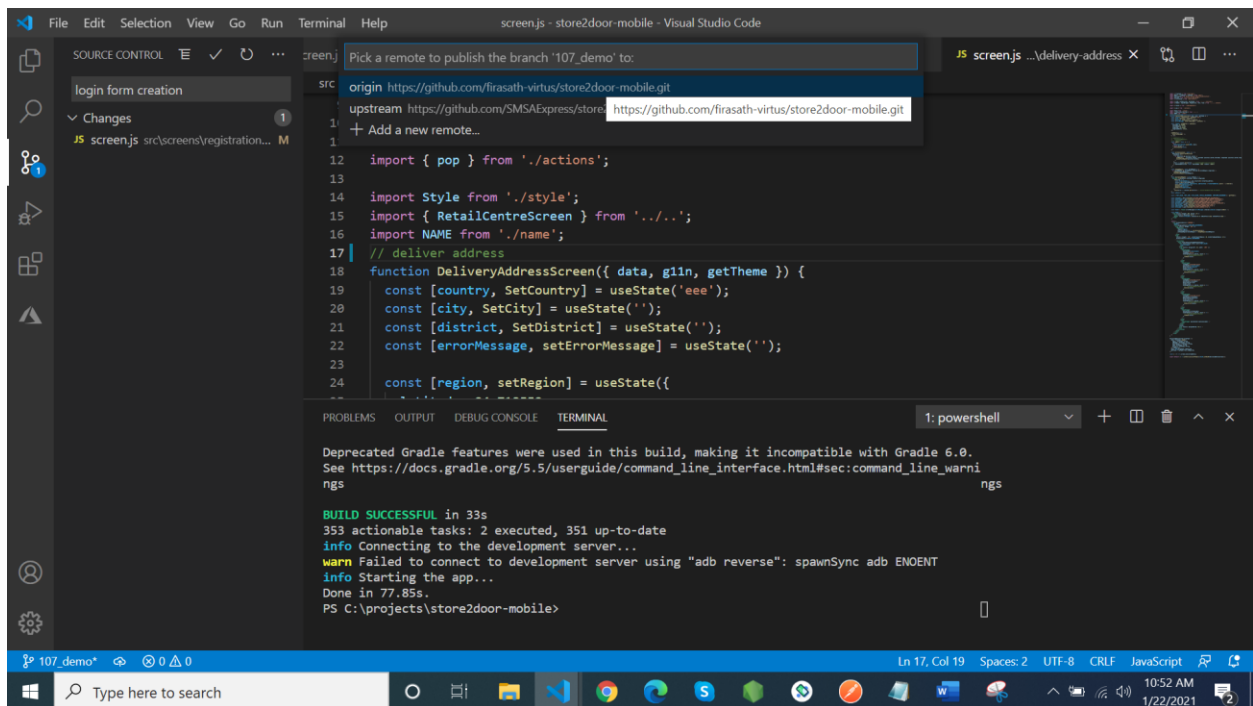 File Edit Selection View Go Run Terminal Help screen.js - store2door-mobile - Visual Studio Code
SOURCE CONTROL
login form creation
Changes 1
JS screen.js src\screens\registration... M
1
creen.j
Pick a remote to publish the branch '107_demo' to:
origin https://github.com/firasath-virtus/store2door-mobile.git
upstream https://github.com/SMSAExpress/store
https://github.com/firasath-virtus/store2door-mobile.git
Add a new remote...
JS screen.js ...\delivery-address
src
12 import { pop } from './actions';
13
14 import Style from './style';
15 import { RetailCentreScreen } from '../..';
16 import NAME from './name';
17 // deliver address
18 function DeliveryAddressScreen({ data, g11n, getTheme }) {
19 const [country, SetCountry] = useState('eee');
20 const [city, SetCity] = useState('');
21 const [district, SetDistrict] = useState('');
22 const [errorMessage, setErrorMessage] = useState('');
23
24 const [region, setRegion] = useState({
PROBLEMS OUTPUT DEBUG CONSOLE TERMINAL 1: powershell
Deprecated Gradle features were used in this build, making it incompatible with Gradle 6.0.
See https://docs.gradle.org/5.5/userguide/command_line_interface.html#sec:command_line_warni
ngs ngs
BUILD SUCCESSFUL in 33s
353 actionable tasks: 2 executed, 351 up-to-date
info Connecting to the development server...
warn Failed to connect to development server using "adb reverse": spawnSync adb ENOENT
info Starting the app...
Done in 77.85s.
PS C:\projects\store2door-mobile>
107_demo* 0 0 Ln 17, Col 19 Spaces: 2 UTF-8 CRLF JavaScript
Type here to search
10:52 AM
1/22/2021
2